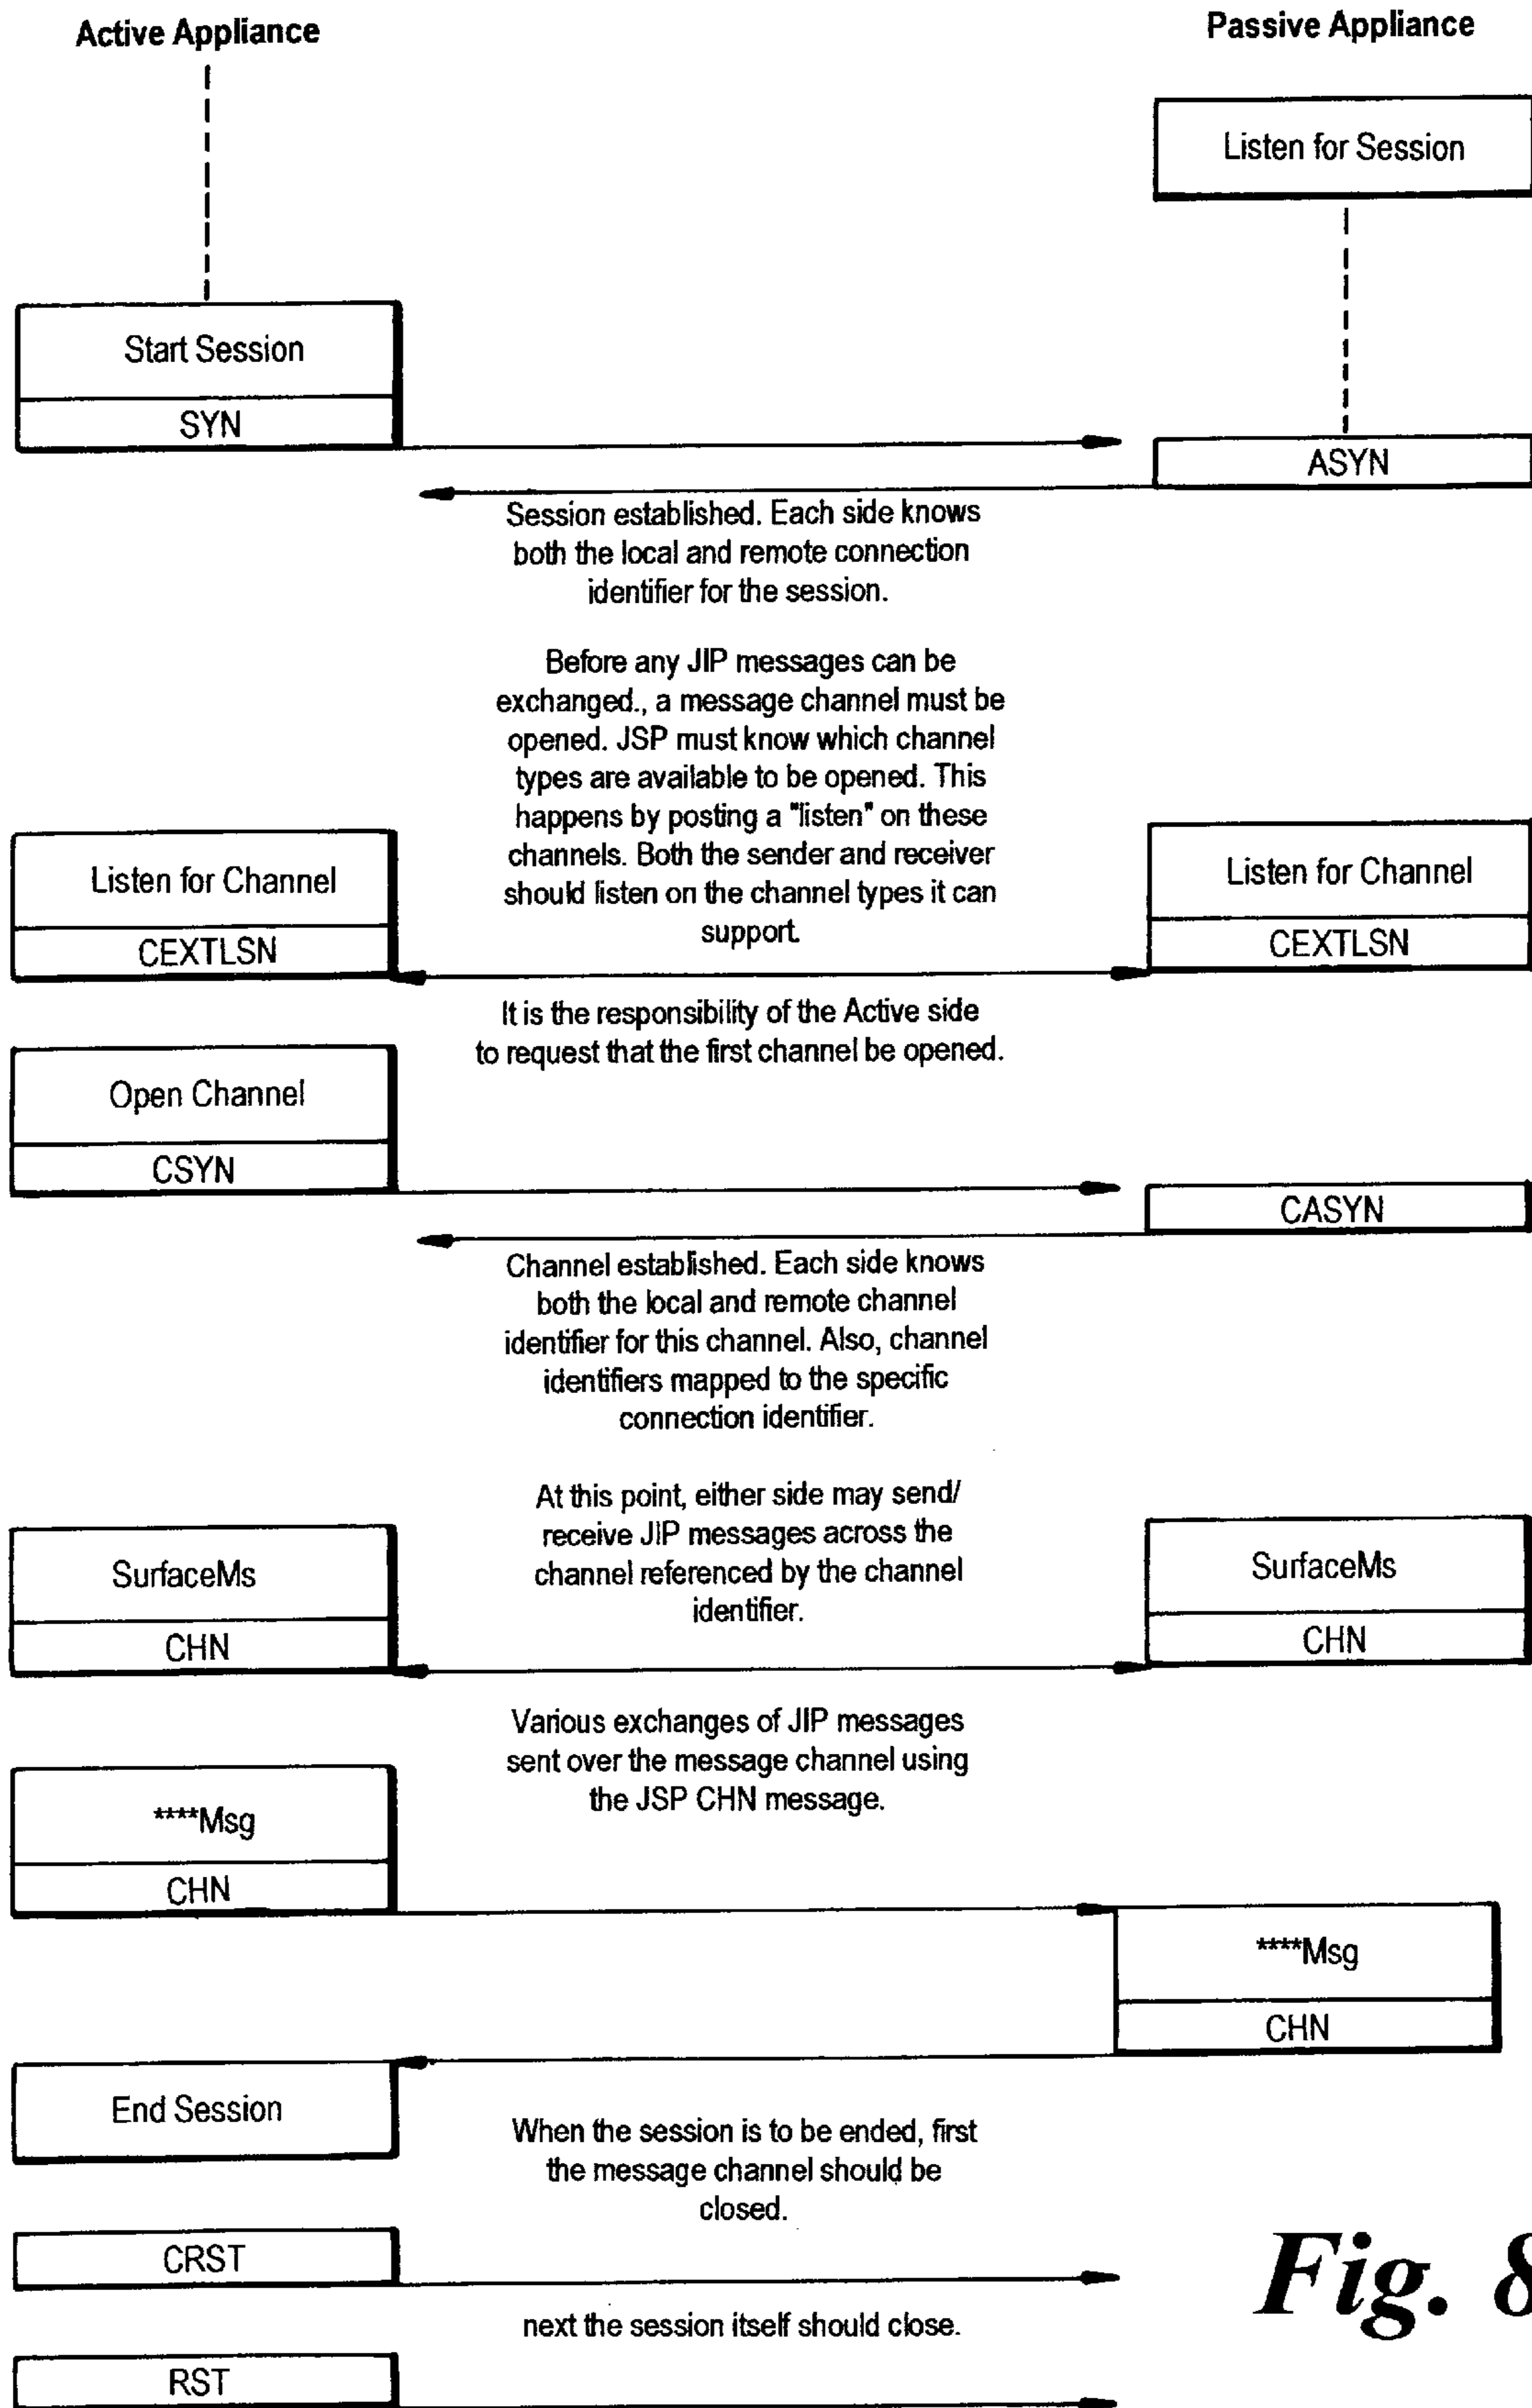 Active Appliance
Passive Appliance
Listen for Session
Start Session
SYN
ASYN
Session established. Each side knows
both the local and remote connection
identifier for the session.
Before any JIP messages can be
exchanged., a message channel must be
opened. JSP must know which channel
types are available to be opened. This
happens by posting a "listen" on these
channels. Both the sender and receiver
should listen on the channel types it can
support.
Listen for Channel
CEXTLSN
Listen for Channel
CEXTLSN
It is the responsibility of the Active side
to request that the first channel be opened.
Open Channel
CSYN
CASYN
Channel established. Each side knows
both the local and remote channel
identifier for this channel. Also, channel
identifiers mapped to the specific
connection identifier.
At this point, either side may send/
receive JIP messages across the
channel referenced by the channel
identifier.
SurfaceMs
CHN
SurfaceMs
CHN
Various exchanges of JIP messages
sent over the message channel using
the JSP CHN message.
****Msg
CHN
****Msg
CHN
End Session
When the session is to be ended, first
the message channel should be
closed.
CRST
next the session itself should close.
RST
Fig. 8